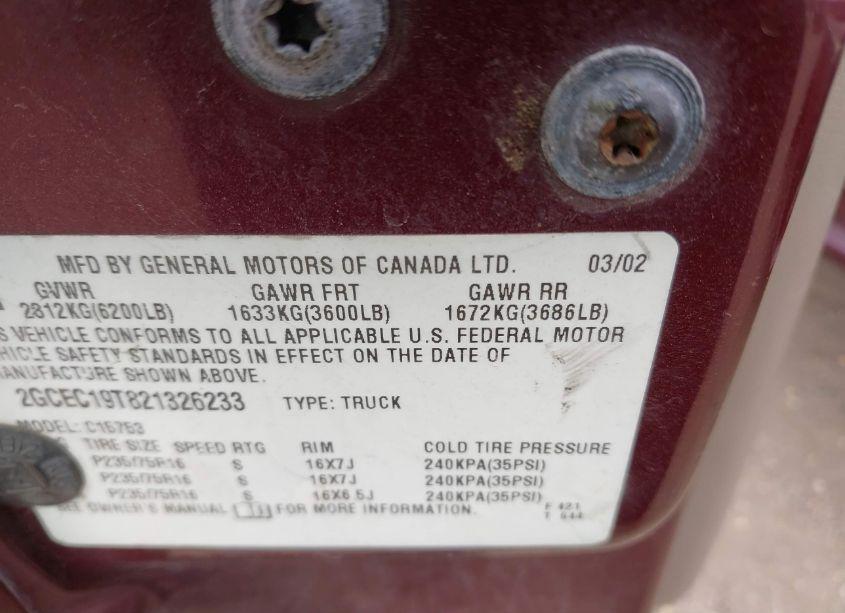 MFD BY GENERAL MOTORS OF CANADA LTD. 03/02
GVWR GAWR FRT GAWR RR
2812KG(6200LB) 1633KG(3600LB) 1672KG(3686LB)
S VEHICLE CONFORMS TO ALL APPLICABLE U.S. FEDERAL MOTOR
HICLE SAFETY STANDARDS IN EFFECT ON THE DATE OF
ANUFACTURE SHOWN ABOVE.
2GCEC19T821326233 TYPE: TRUCK
MODEL: C15753
TIRE SIZE SPEED RTG RIM COLD TIRE PRESSURE
P235/75R16 S 16X7J 240KPA(35PSI)
P235/75R16 S 16X7J 240KPA(35PSI)
P235/75R16 S 16X6.5J 240KPA(35PSI)
SEE OWNER'S MANUAL FOR MORE INFORMATION.